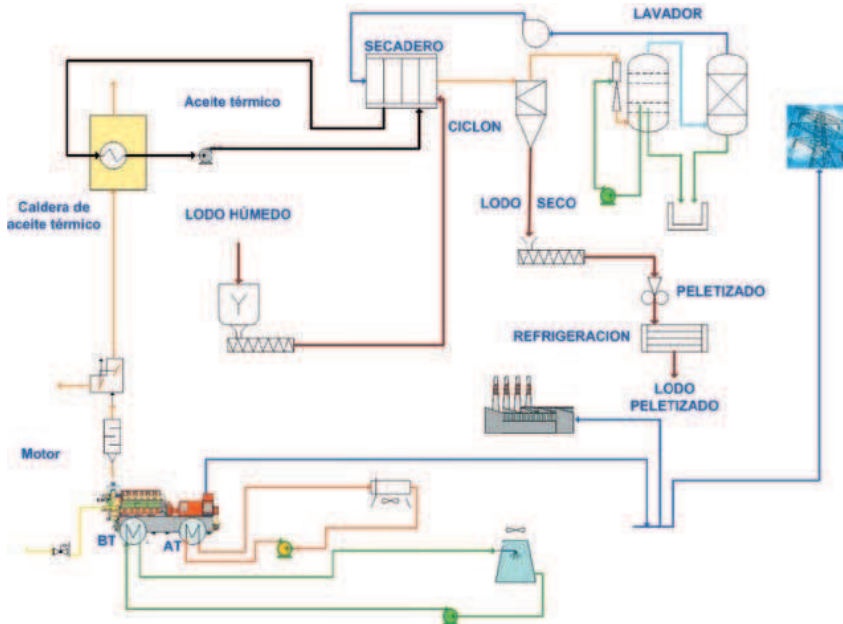 LAVADOR
SECADERO
Aceite térmico
CICLON
Caldera de
aceite térmico
LODO HÚMEDO
LODO SECO
PELETIZADO
REFRIGERACION
LODO
PELETIZADO
Motor
BT
AT